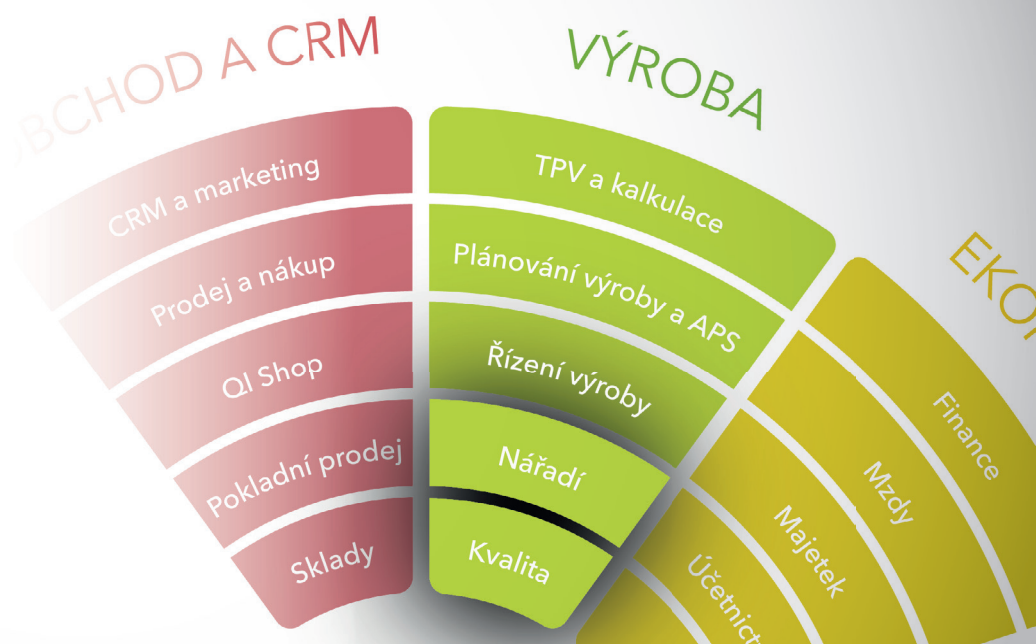 OBCHOD A CRM
CRM a marketing
Prodej a nákup
QI Shop
Pokladní prodej
Sklady
VÝROBA
TPV a kalkulace
Plánování výroby a APS
Řízení výroby
Nářadí
Kvalita
Finance
Mzdy
Majetek